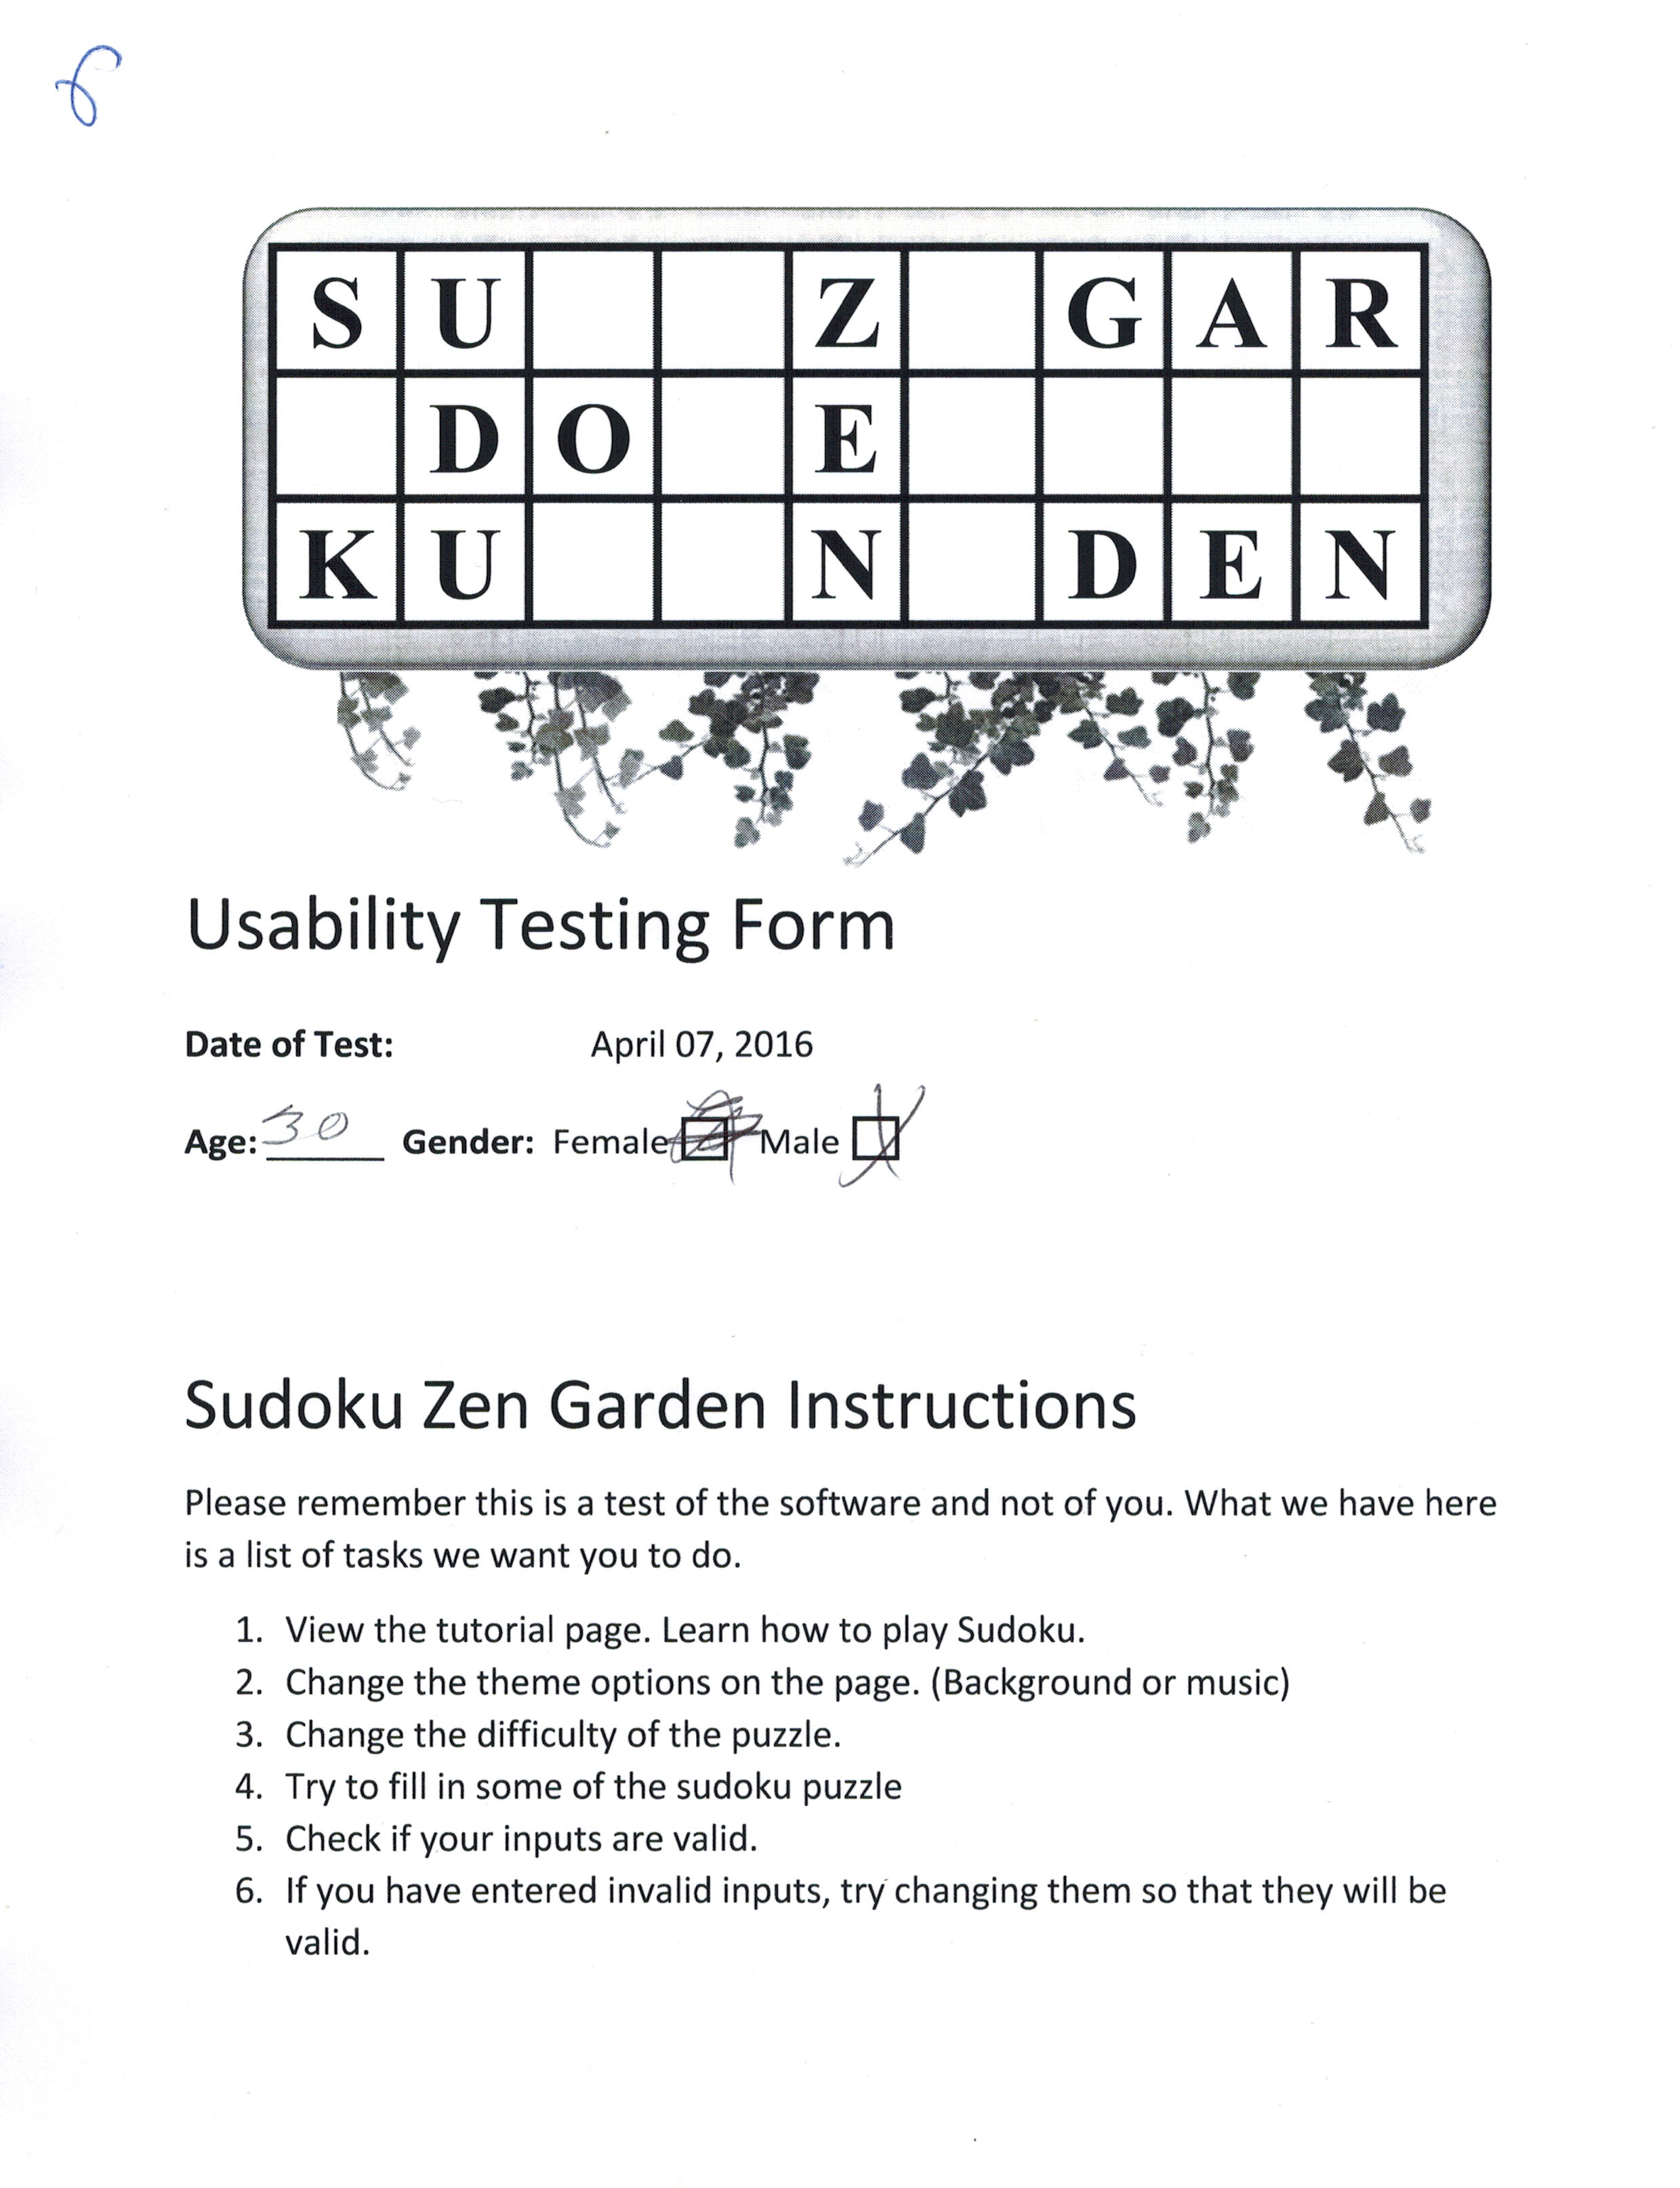 S U Z G A R
D O E
K U N D E N
Usability Testing Form
Date of Test: April 07, 2016
Age: 30 Gender: Female Male
Sudoku Zen Garden Instructions
Please remember this is a test of the software and not of you. What we have here
is a list of tasks we want you to do.
1. View the tutorial page. Learn how to play Sudoku.
2. Change the theme options on the page. (Background or music)
3. Change the difficulty of the puzzle.
4. Try to fill in some of the sudoku puzzle
5. Check if your inputs are valid.
6. If you have entered invalid inputs, try changing them so that they will be
valid.